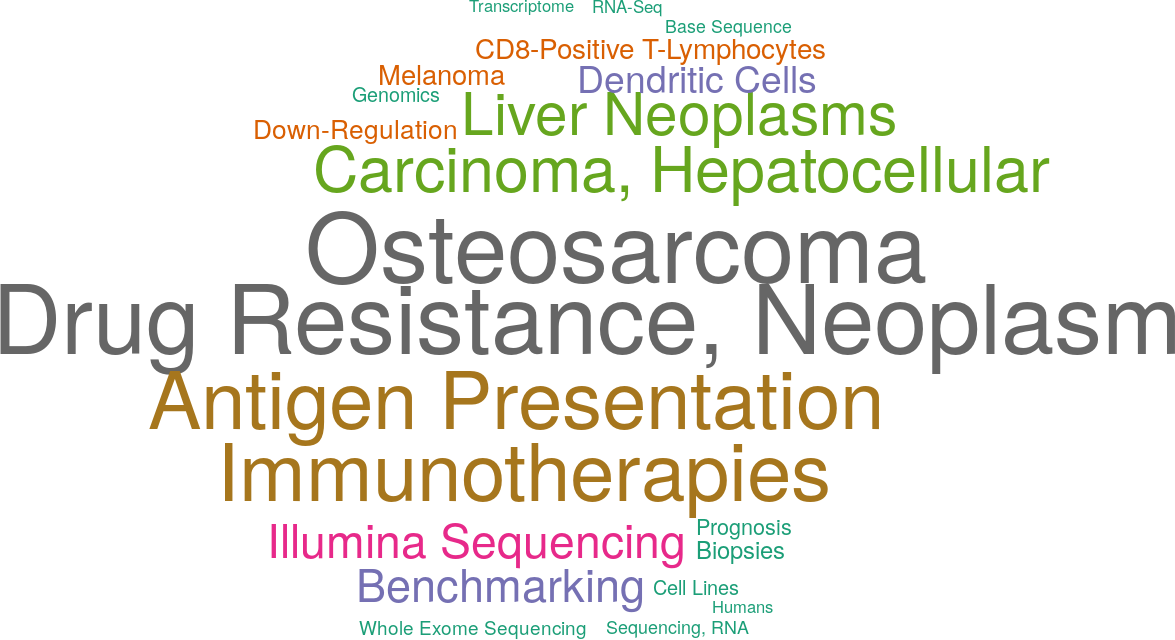 Transcriptome RNA-Seq
Base Sequence
CD8-Positive T-Lymphocytes
Melanoma Dendritic Cells
Genomics
Liver Neoplasms
Down-Regulation
Carcinoma, Hepatocellular
Osteosarcoma
Drug Resistance, Neoplasm
Antigen Presentation
Immunotherapies
Illumina Sequencing
Prognosis
Biopsies
Benchmarking
Cell Lines
Humans
Whole Exome Sequencing Sequencing, RNA